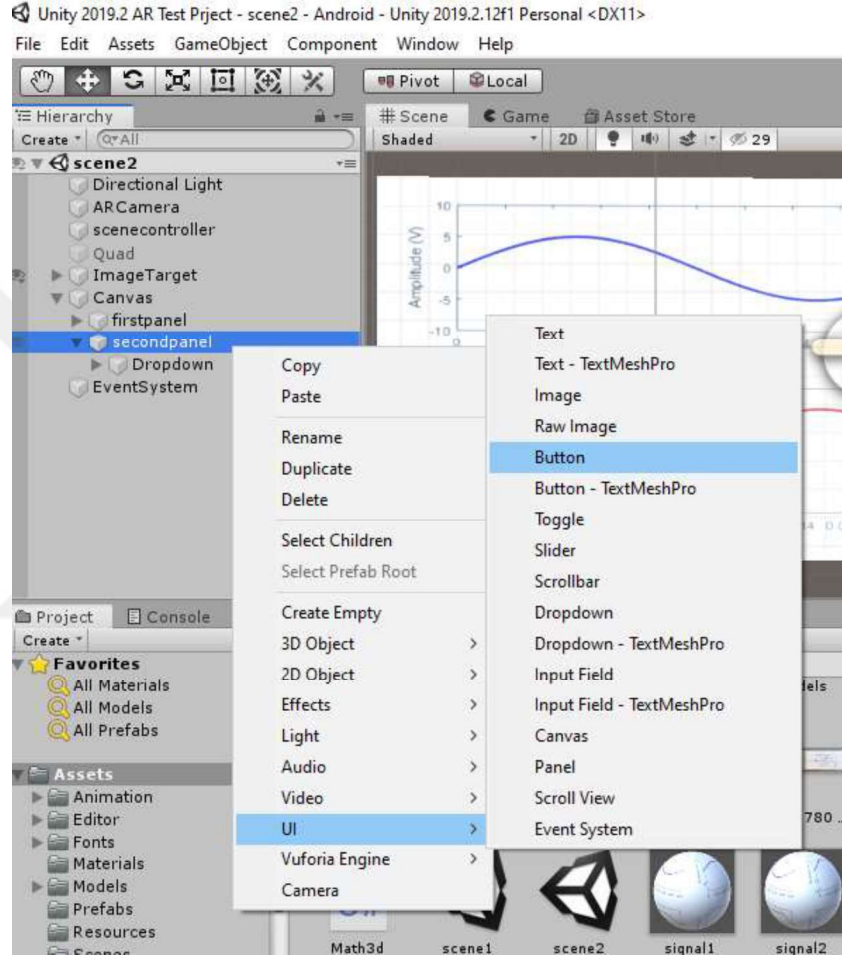 Unity 2019.2 AR Test Prject - scene2 - Android - Unity 2019.2.12f1 Personal <DX11>
File Edit Assets GameObject Component Window Help
Pivot Local
Hierarchy
# Scene Game Asset Store
Create All
Shaded 2D 29
scene2
Directional Light
ARCamera
scenecontroller
Quad
ImageTarget
Canvas
firstpanel
secondpanel
Dropdown
EventSystem
Amplitude (V)
10
5
0
-5
-10
0
Copy
Paste
Rename
Duplicate
Delete
Select Children
Select Prefab Root
Create Empty
3D Object >
2D Object >
Effects >
Light >
Audio >
Video >
UI >
Vuforia Engine >
Camera
Text
Text - TextMeshPro
Image
Raw Image
Button
Button - TextMeshPro
Toggle
Slider
Scrollbar
Dropdown
Dropdown - TextMeshPro
Input Field
Input Field - TextMeshPro
Canvas
Panel
Scroll View
Event System
Project Console
Create
Favorites
All Materials
All Models
All Prefabs
Assets
Animation
Editor
Fonts
Materials
Models
Prefabs
Resources
Scenes
780 ..
Math3d scene1 scene2 signal1 signal2